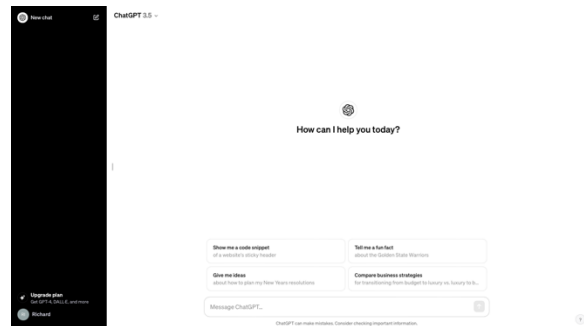 New chat
ChatGPT 3.5
How can I help you today?
Show me a code snippet
of a website's sticky header
Tell me a fun fact
about the Golden State Warriors
Give me ideas
about how to plan my New Years resolutions
Compare business strategies
for transitioning from budget to luxury vs. luxury to b...
Upgrade plan
Get GPT-4, DALL·E, and more
Richard
Message ChatGPT...
ChatGPT can make mistakes. Consider checking important information.
?